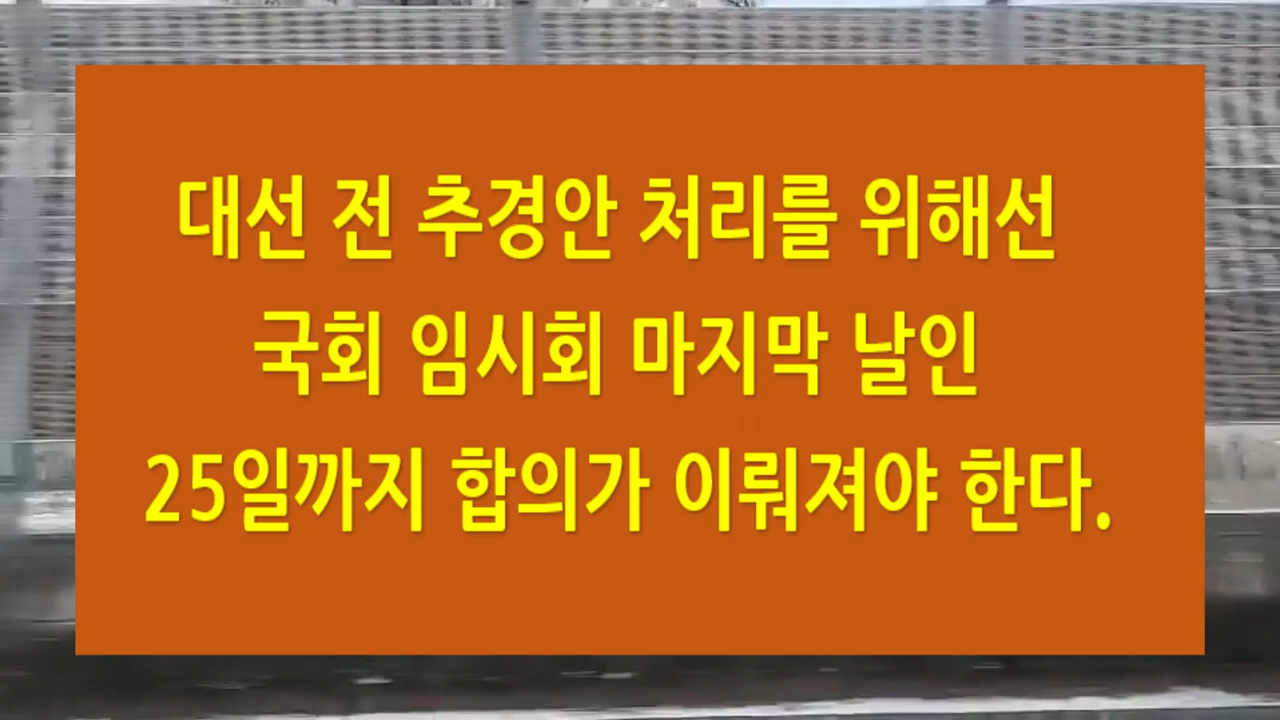 대선 전 추경안 처리를 위해선
국회 임시회 마지막 날인
25일까지 합의가 이뤄져야 한다.